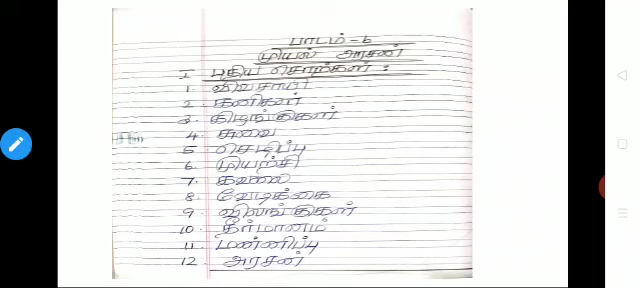 பாடம் - 6
முயல் அரசன்
I புதிய சொற்கள் :
1. விவசாயி
2. கனிகள்
3. கிழங்குகள்
4. சுவை
5. செழிப்பு
6. முயற்சி
7. கவலை
8. வேடிக்கை
9. விலங்குகள்
10. தீர்மானம்
11. மன்னிப்பு
12. அரசன்